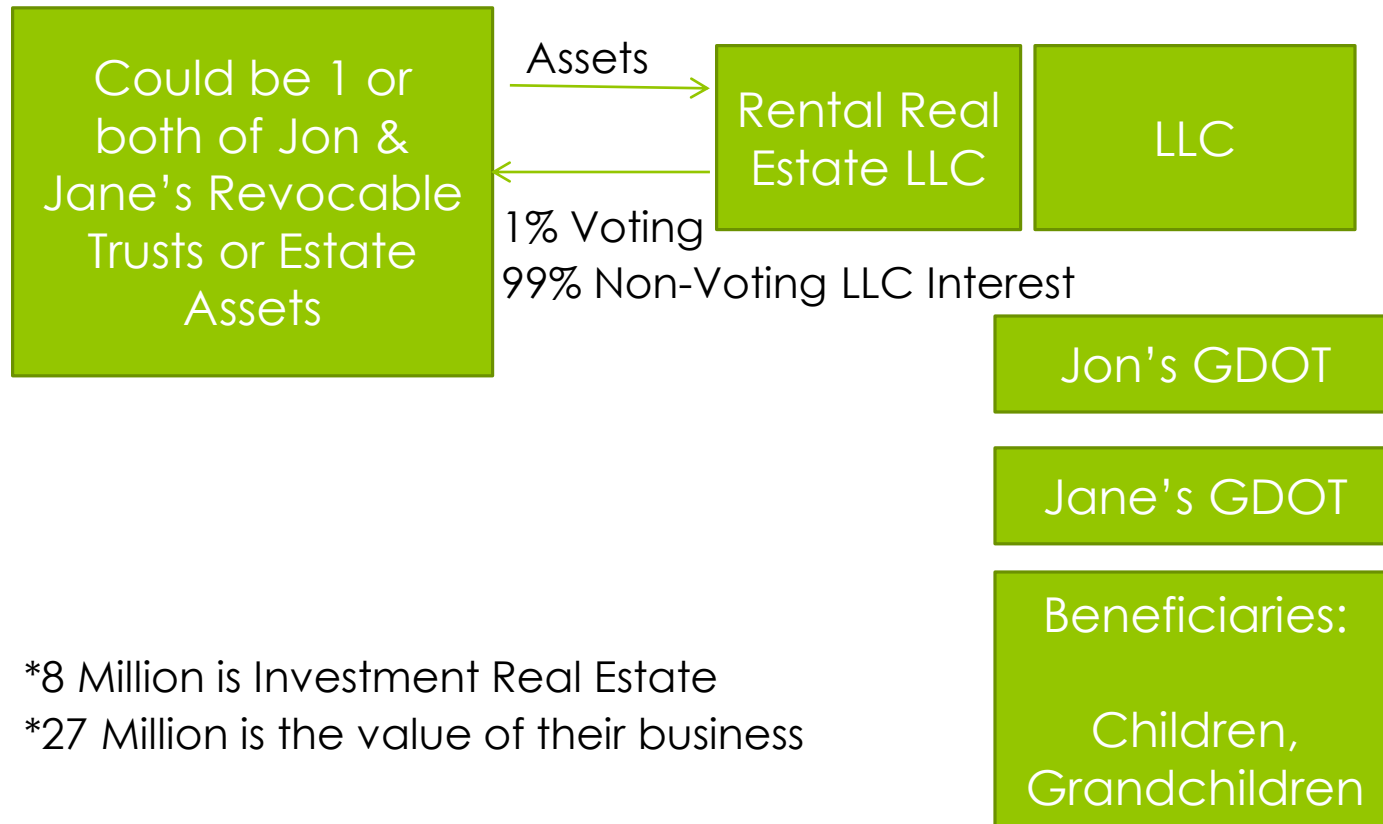 Could be 1 or
both of Jon &
Jane’s Revocable
Trusts or Estate
Assets
Assets
Rental Real
Estate LLC
LLC
1% Voting
99% Non-Voting LLC Interest
Jon’s GDOT
Jane’s GDOT
Beneficiaries:
Children,
Grandchildren
*8 Million is Investment Real Estate
*27 Million is the value of their business